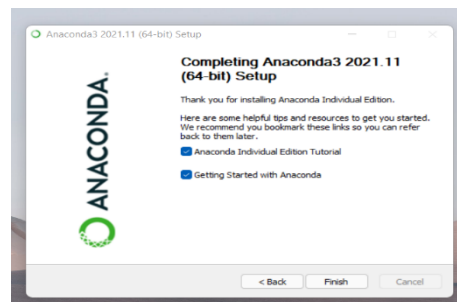 Anaconda3 2021.11 (64-bit) Setup
Completing Anaconda3 2021.11
(64-bit) Setup
Thank you for installing Anaconda Individual Edition.
Here are some helpful tips and resources to get you started.
We recommend you bookmark these links so you can refer
back to them later.
Anaconda Individual Edition Tutorial
Getting Started with Anaconda
ANACONDA.
< Back
Finish
Cancel